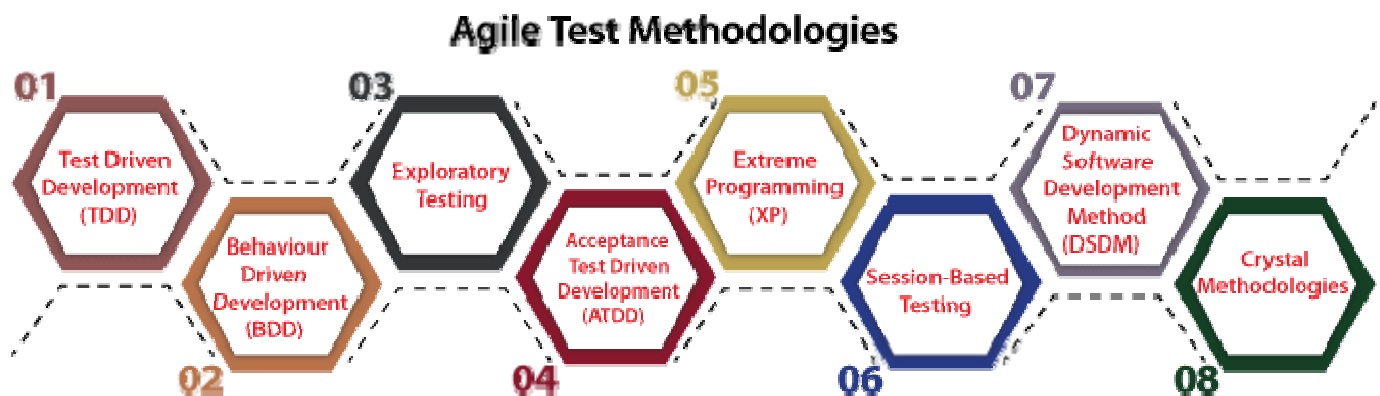 Agile Test Methodologies
01
Test Driven
Development
(TDD)
02
Behaviour
Driven
Development
(BDD)
03
Exploratory
Testing
04
Acceptance
Test Driven
Development
(ATDD)
05
Extreme
Programming
(XP)
06
Session-Based
Testing
07
Dynamic
Software
Development
Method
(DSDM)
08
Crystal
Methodologies